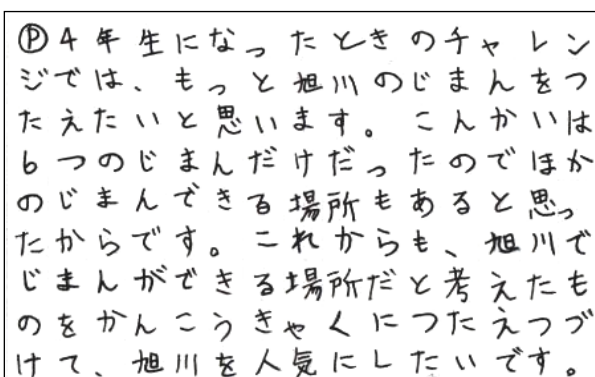 Ⓟ4年生になったときのチャレン
ジでは、もっと旭川のじまんをつ
たえたいと思います。こんかいは
6つのじまんだけだったのでほか
のじまんできる場所もあると思っ
たからです。これからも、旭川で
じまんができる場所だと考えたも
のをかんこうきゃくにつたえつづ
けて、旭川を人気にしたいです。